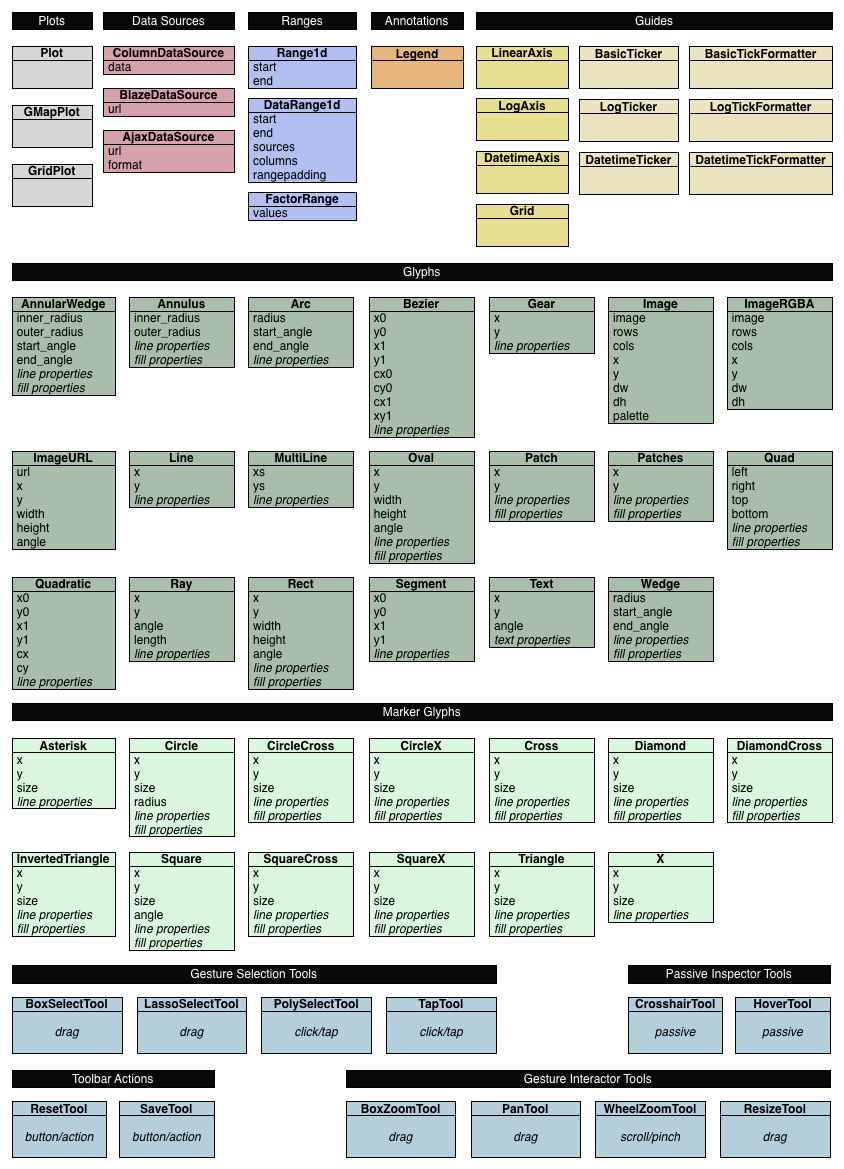 Plots
Data Sources
Ranges
Annotations
Guides
Plot
GMapPlot
GridPlot
ColumnDataSource
data
BlazeDataSource
url
AjaxDataSource
url
format
Range1d
start
end
DataRange1d
start
end
sources
columns
rangepadding
FactorRange
values
Legend
LinearAxis
LogAxis
DatetimeAxis
Grid
BasicTicker
LogTicker
DatetimeTicker
BasicTickFormatter
LogTickFormatter
DatetimeTickFormatter
Glyphs
AnnularWedge
inner_radius
outer_radius
start_angle
end_angle
line properties
fill properties
Annulus
inner_radius
outer_radius
line properties
fill properties
Arc
radius
start_angle
end_angle
line properties
Bezier
x0
y0
x1
y1
cx0
cy0
cx1
xy1
line properties
Gear
x
y
line properties
Image
image
rows
cols
x
y
dw
dh
palette
ImageRGBA
image
rows
cols
x
y
dw
dh
ImageURL
url
x
y
width
height
angle
Line
x
y
line properties
MultiLine
xs
ys
line properties
Oval
x
y
width
height
angle
line properties
fill properties
Patch
x
y
line properties
fill properties
Patches
x
y
line properties
fill properties
Quad
left
right
top
bottom
line properties
fill properties
Quadratic
x0
y0
x1
y1
cx
cy
line properties
Ray
x
y
angle
length
line properties
Rect
x
y
width
height
angle
line properties
fill properties
Segment
x0
y0
x1
y1
line properties
Text
x
y
angle
text properties
Wedge
radius
start_angle
end_angle
line properties
fill properties
Marker Glyphs
Asterisk
x
y
size
line properties
Circle
x
y
size
radius
line properties
fill properties
CircleCross
x
y
size
line properties
fill properties
CircleX
x
y
size
line properties
fill properties
Cross
x
y
size
line properties
fill properties
Diamond
x
y
size
line properties
fill properties
DiamondCross
x
y
size
line properties
fill properties
InvertedTriangle
x
y
size
line properties
fill properties
Square
x
y
size
angle
line properties
fill properties
SquareCross
x
y
size
line properties
fill properties
SquareX
x
y
size
line properties
fill properties
Triangle
x
y
size
line properties
fill properties
X
x
y
size
line properties
Gesture Selection Tools
BoxSelectTool
drag
LassoSelectTool
drag
PolySelectTool
click/tap
TapTool
click/tap
Passive Inspector Tools
CrosshairTool
passive
HoverTool
passive
Toolbar Actions
ResetTool
button/action
SaveTool
button/action
Gesture Interactor Tools
BoxZoomTool
drag
PanTool
drag
WheelZoomTool
scroll/pinch
ResizeTool
drag